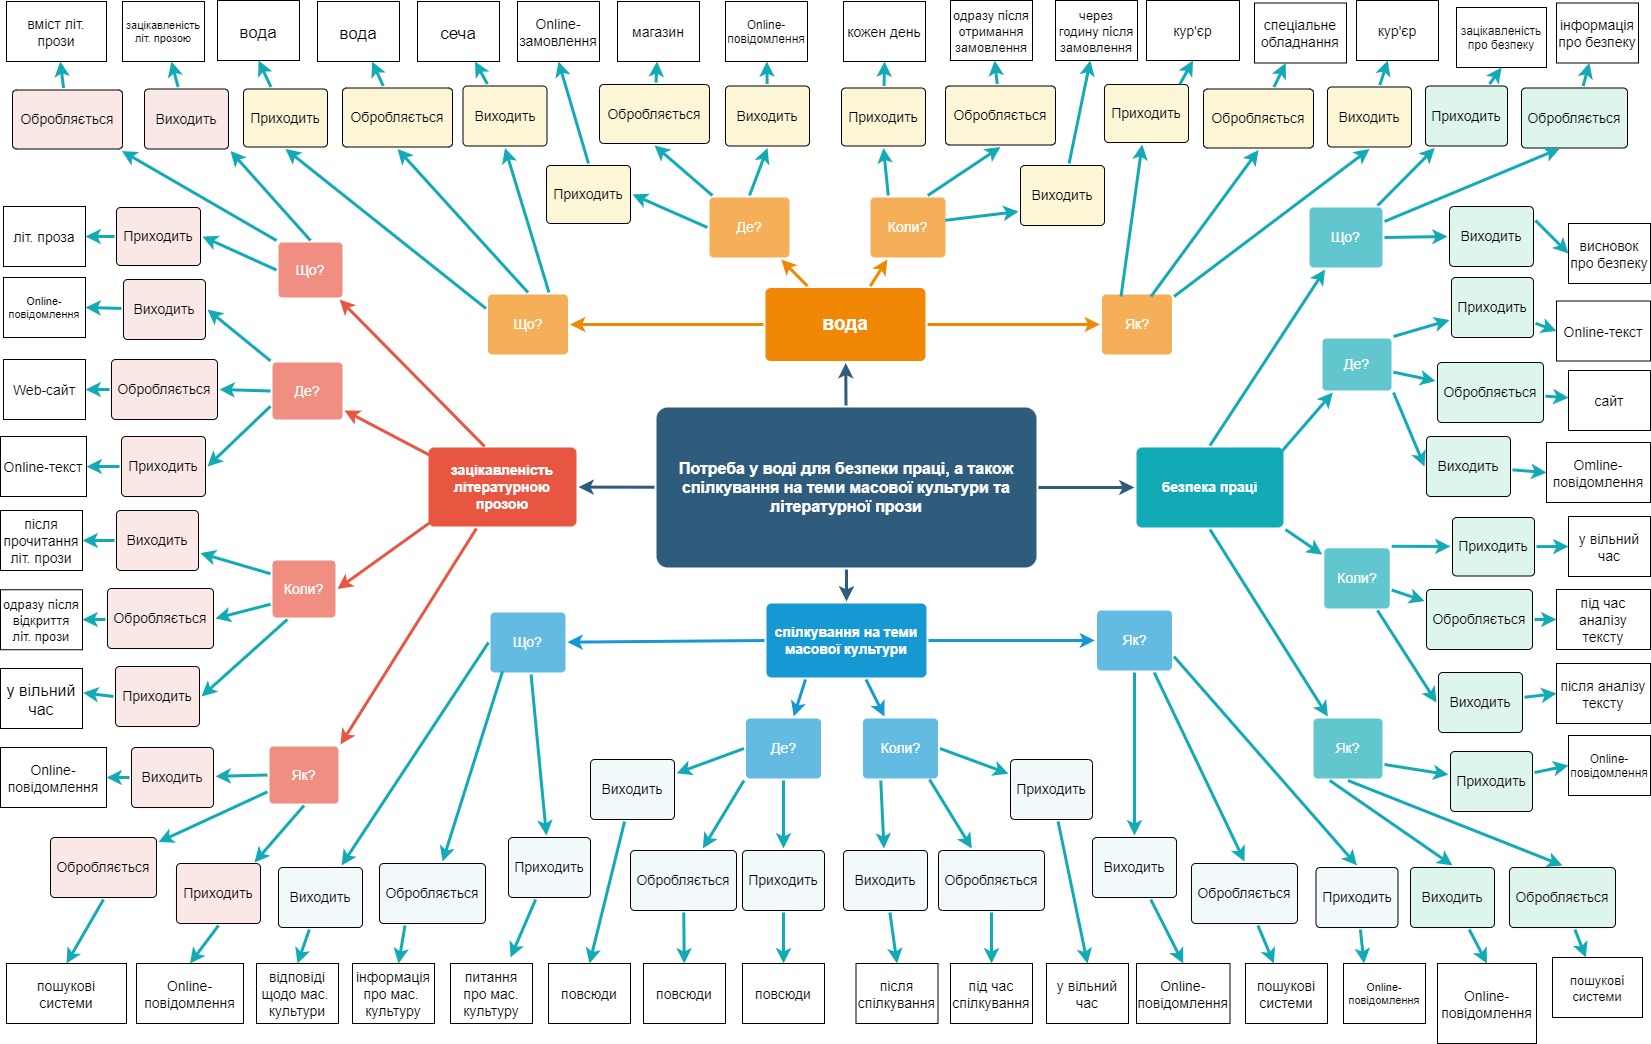 вміст літ.
прози
зацікавленість
літ. прозою
вода
вода
сеча
Online-
замовлення
магазин
Online-
повідомлення
кожен день
одразу після
отримання
замовлення
через
годину після
замовлення
кур'єр
спеціальне
обладнання
кур'єр
зацікавленість
про безпеку
інформація
про безпеку
Обробляється
Виходить
Приходить
Обробляється
Виходить
Обробляється
Виходить
Приходить
Обробляється
Приходить
Обробляється
Виходить
Приходить
Обробляється
Приходить
Виходить
літ. проза
Приходить
Що?
Де?
Коли?
Що?
Виходить
висновок
про безпеку
Online-
повідомлення
Виходить
Що?
вода
Як?
Приходить
Online-текст
Web-сайт
Обробляється
Де?
Де?
Обробляється
сайт
Online-текст
Приходить
зацікавленість
літературною
прозою
Потреба у воді для безпеки праці, а також
спілкування на теми масової культури та
літературної прози
безпека праці
Виходить
Omline-
повідомлення
після
прочитання
літ. прози
Виходить
Коли?
Коли?
Приходить
у вільний
час
одразу після
відкриття
літ. прози
Обробляється
Що?
спілкування на теми
масової культури
Як?
Обробляється
під час
аналізу
тексту
у вільний
час
Приходить
Виходить
після аналізу
тексту
Online-
повідомлення
Виходить
Як?
Де?
Коли?
Як?
Приходить
Online-
повідомлення
Виходить
Приходить
Обробляється
Приходить
Виходить
Обробляється
Приходить
Обробляється
Приходить
Виходить
Обробляється
Виходить
Обробляється
Приходить
Виходить
Обробляється
пошукові
системи
Online-
повідомлення
відповіді
щодо мас.
культури
інформація
про мас.
культуру
питання
про мас.
культуру
повсюди
повсюди
повсюди
після
спілкування
під час
спілкування
у вільний
час
Online-
повідомлення
пошукові
системи
Online-
повідомлення
Online-
повідомлення
пошукові
системи